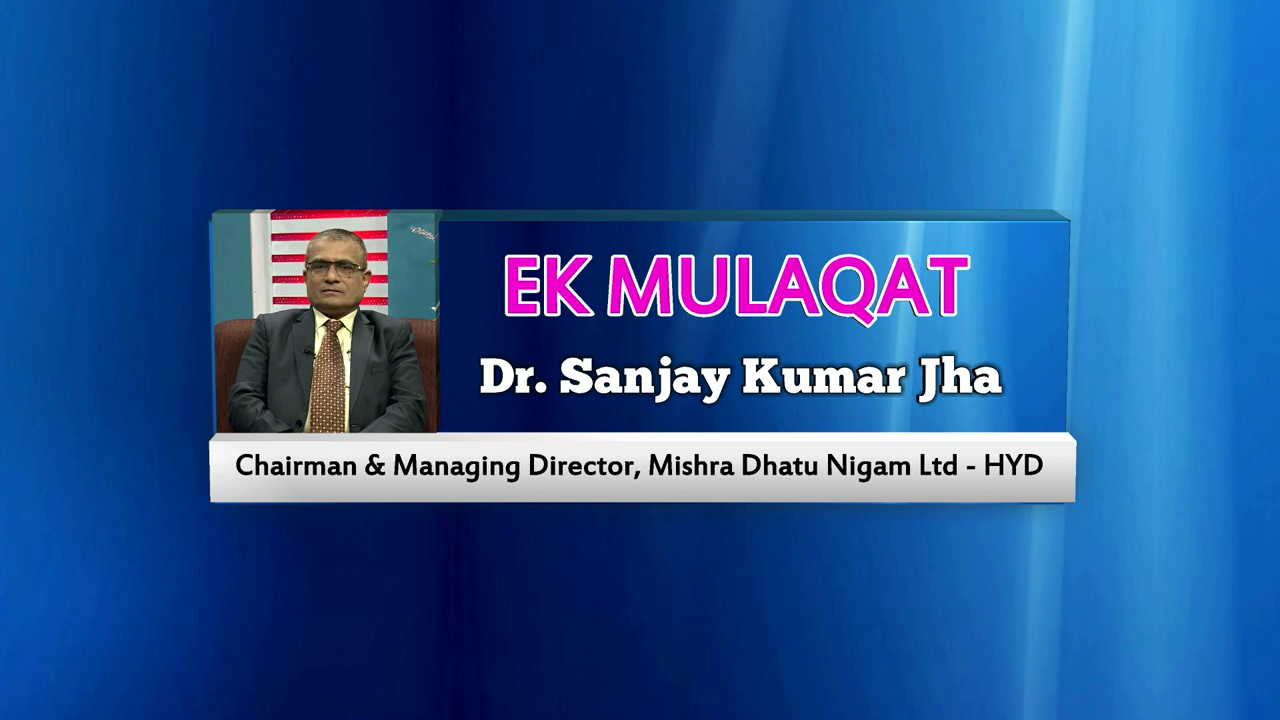 EK MULAQAT
Dr. Sanjay Kumar Jha
Chairman & Managing Director, Mishra Dhatu Nigam Ltd - HYD